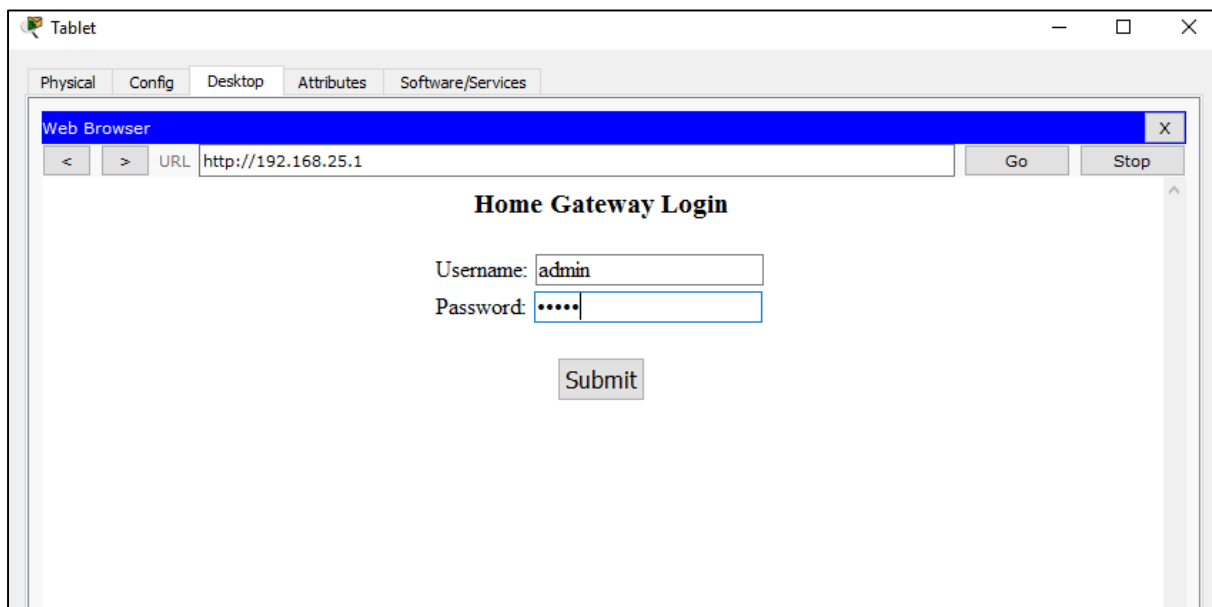 Tablet
Physical Config Desktop Attributes Software/Services
Web Browser X
< > URL http://192.168.25.1 Go Stop
Home Gateway Login
Username: admin
Password: •••••
Submit